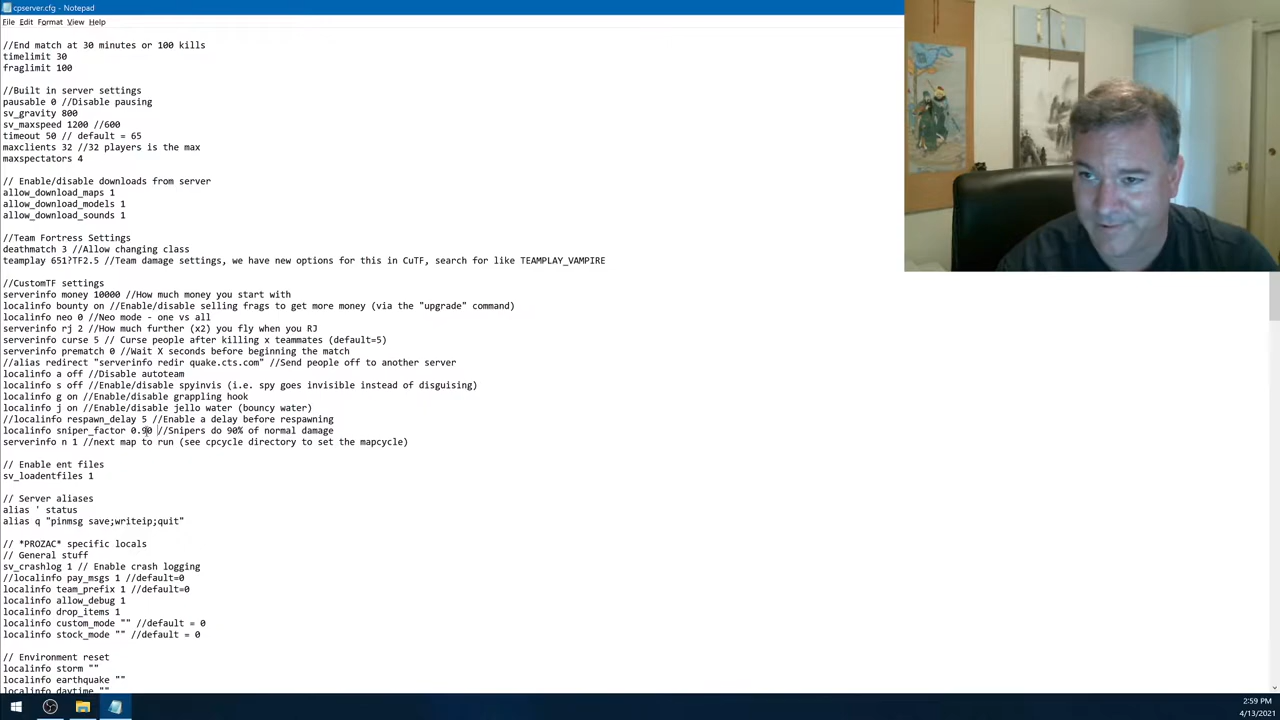 cpserver.cfg - Notepad
File Edit Format View Help
//End match at 30 minutes or 100 kills
timelimit 30
fraglimit 100
//Built in server settings
pausable 0 //Disable pausing
sv_gravity 800
sv_maxspeed 1200 //600
timeout 50 // default = 65
maxclients 32 //32 players is the max
maxspectators 4
// Enable/disable downloads from server
allow_download_maps 1
allow_download_models 1
allow_download_sounds 1
//Team Fortress Settings
deathmatch 3 //Allow changing class
teamplay 651?TF2.5 //Team damage settings, we have new options for this in CuTF, search for like TEAMPLAY_VAMPIRE
//CustomTF settings
serverinfo money 10000 //How much money you start with
localinfo bounty on //Enable/disable selling frags to get more money (via the "upgrade" command)
localinfo neo 0 //Neo mode - one vs all
serverinfo rj 2 //How much further (x2) you fly when you RJ
serverinfo curse 5 // Curse people after killing x teammates (default=5)
serverinfo prematch 0 //Wait X seconds before beginning the match
//alias redirect "serverinfo redir quake.cts.com" //Send people off to another server
localinfo a off //Disable autoteam
localinfo s off //Enable/disable spyinvis (i.e. spy goes invisible instead of disguising)
localinfo g on //Enable/disable grappling hook
localinfo j on //Enable/disable jello water (bouncy water)
//localinfo respawn_delay 5 //Enable a delay before respawning
localinfo sniper_factor 0.90 //Snipers do 90% of normal damage
serverinfo n 1 //next map to run (see cpcycle directory to set the mapcycle)
// Enable ent files
sv_loadentfiles 1
// Server aliases
alias ' status
alias q "pinmsg save;writeip;quit"
// *PROZAC* specific locals
// General stuff
sv_crashlog 1 // Enable crash logging
//localinfo pay_msgs 1 //default=0
localinfo team_prefix 1 //default=0
localinfo allow_debug 1
localinfo drop_items 1
localinfo custom_mode "" //default = 0
localinfo stock_mode "" //default = 0
// Environment reset
localinfo storm ""
localinfo earthquake ""
localinfo daytime ""
2:59 PM
4/13/2021